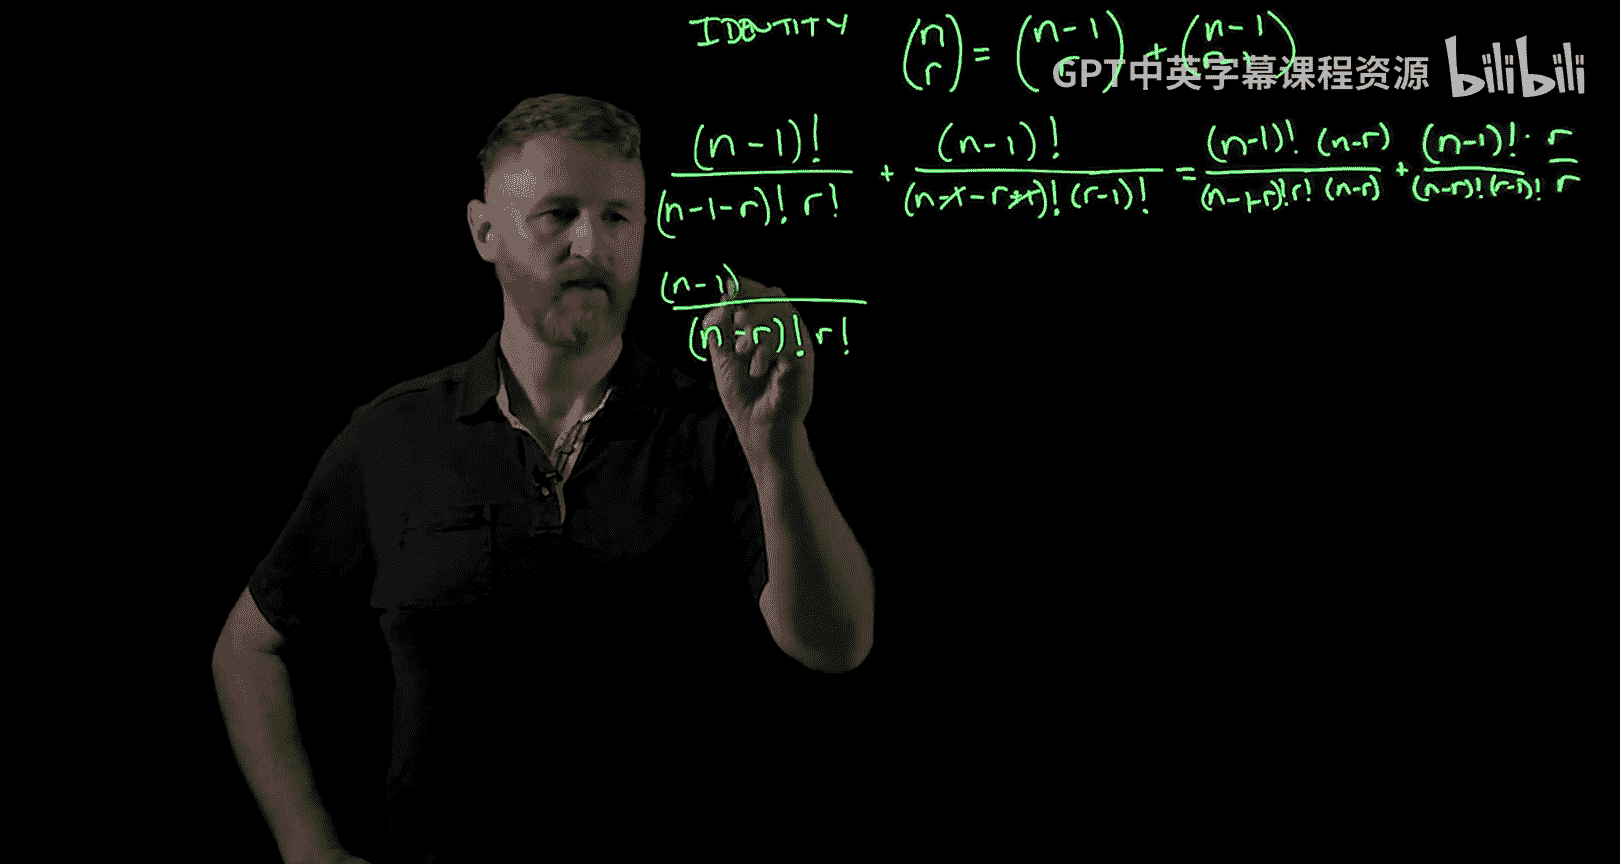 IDENTITY (n r) = (n-1 r) + (n-1 r-1)
GPT中英字幕课程资源 bilibili
(n-1)! / (n-1-r)! r! + (n-1)! / (n-1-r+1)! (r-1)! = (n-1)! (n-r) / (n-1-r)! r! (n-r) + (n-1)! · r / (n-r)! (r-1)! r
(n-1) / (n-r)! r!